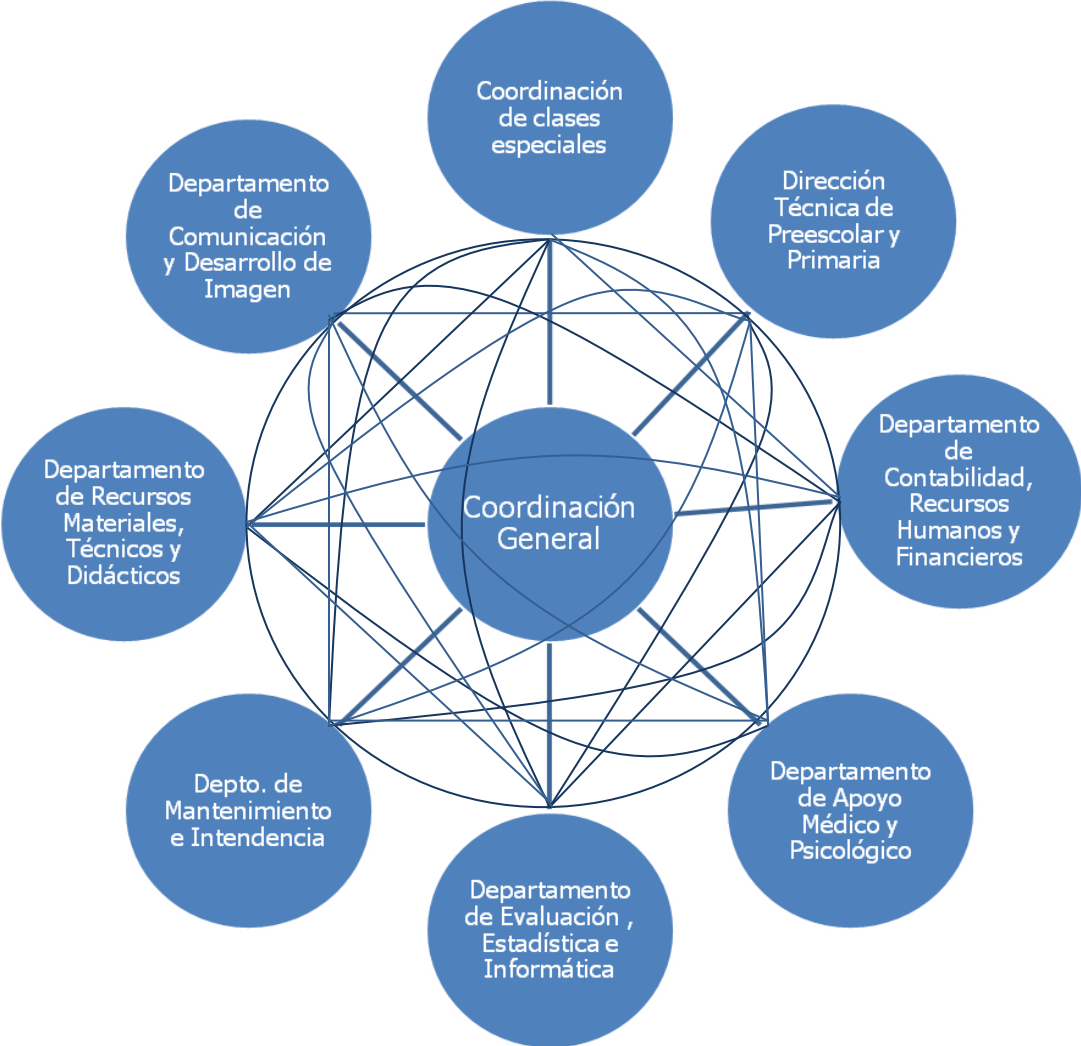 Coordinación
de clases
especiales
Dirección
Técnica de
Preescolar y
Primaria
Departamento
de
Contabilidad,
Recursos
Humanos y
Financieros
Departamento
de Apoyo
Médico y
Psicológico
Departamento
de Evaluación ,
Estadística e
Informática
Depto. de
Mantenimiento
e Intendencia
Departamento
de Recursos
Materiales,
Técnicos y
Didácticos
Departamento
de
Comunicación
y Desarrollo de
Imagen
Coordinación
General